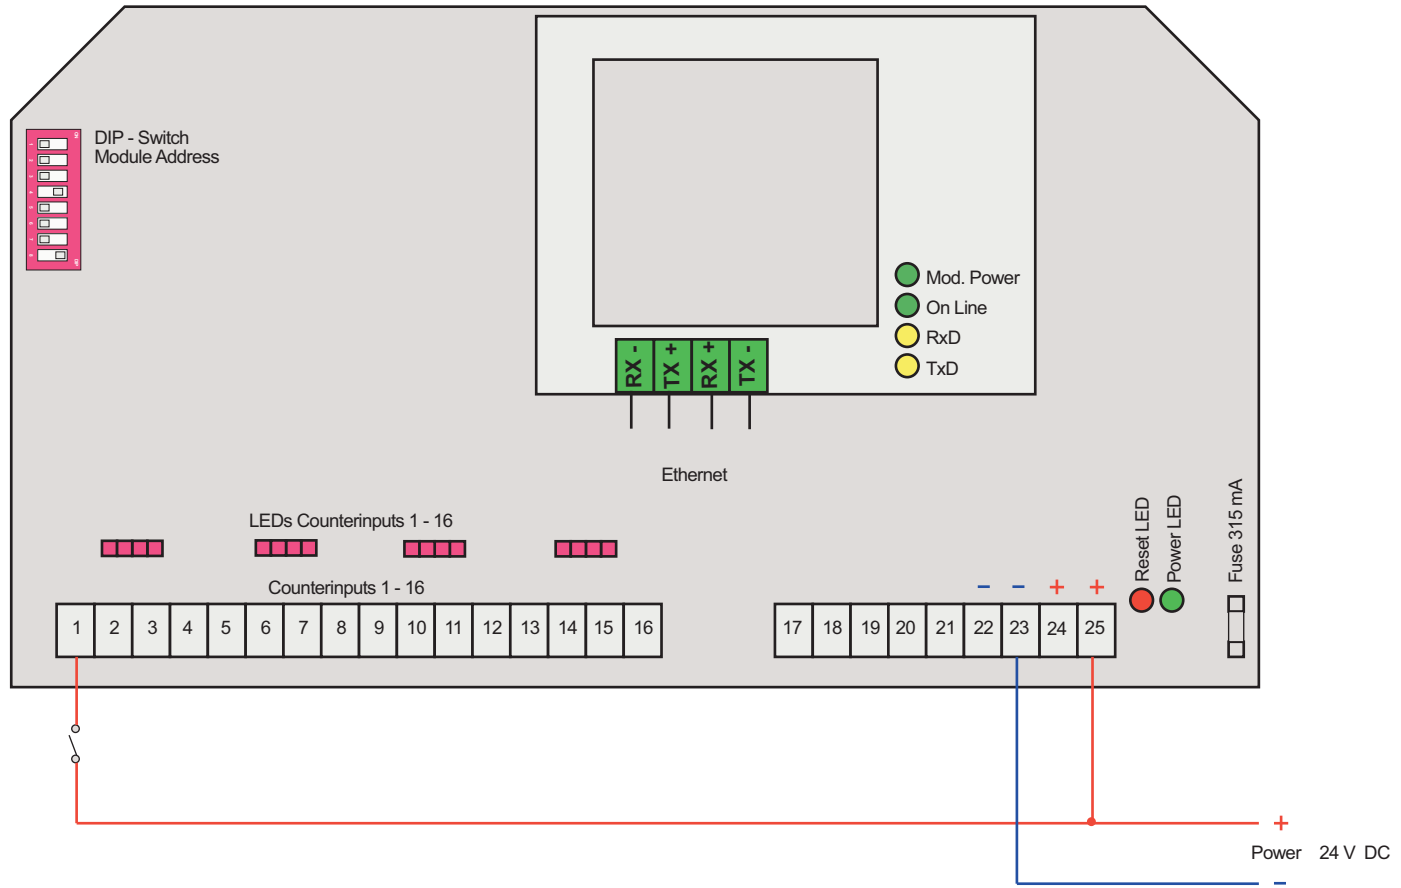 DIP - Switch
Module Address
Mod. Power
On Line
RxD
TxD
RX -
TX +
RX +
TX -
Ethernet
LEDs Counterinputs 1 - 16
Counterinputs 1 - 16
Reset LED
Power LED
Fuse 315 mA
− − + +
1 2 3 4 5 6 7 8 9 10 11 12 13 14 15 16
17 18 19 20 21 22 23 24 25
+
Power 24 V DC
−